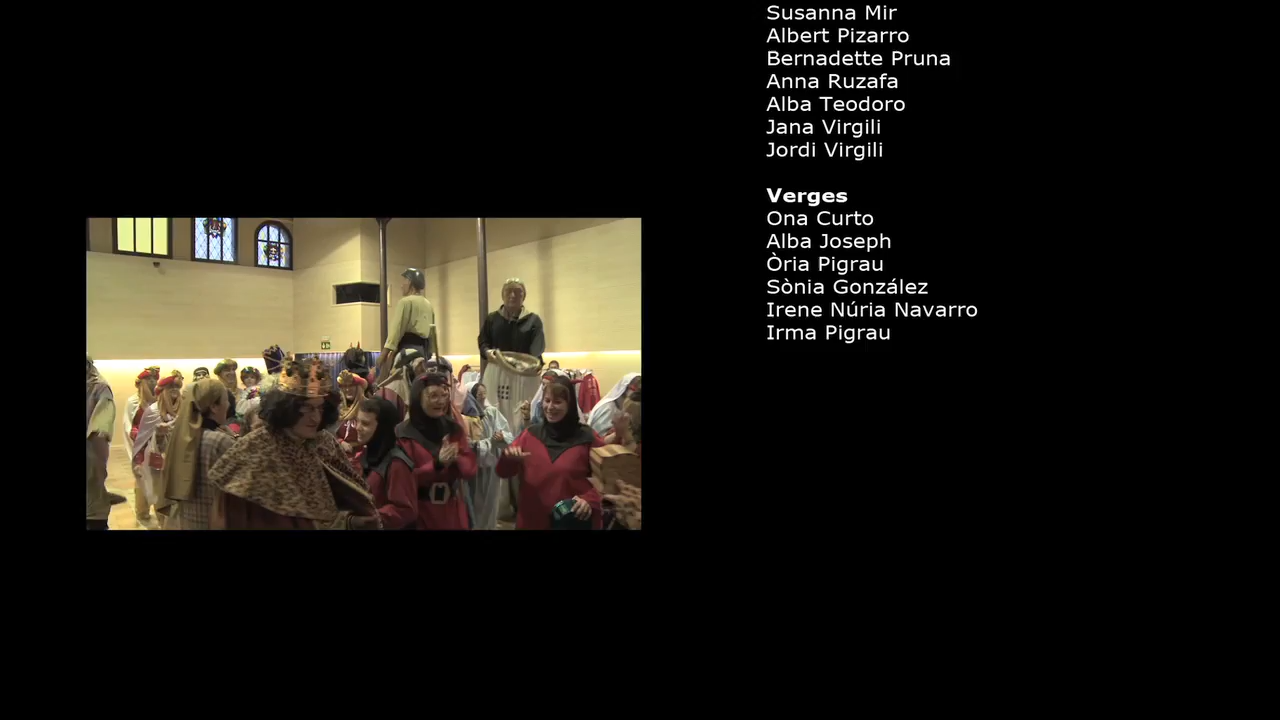 Susanna Mir
Albert Pizarro
Bernadette Pruna
Anna Ruzafa
Alba Teodoro
Jana Virgili
Jordi Virgili
Verges
Ona Curto
Alba Joseph
Òria Pigrau
Sònia González
Irene Núria Navarro
Irma Pigrau